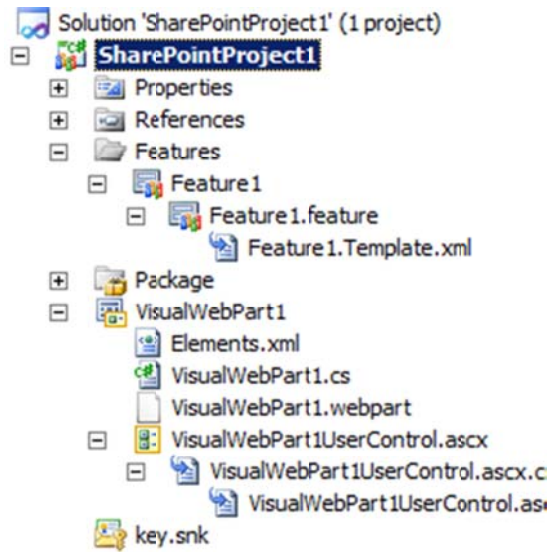 Solution 'SharePointProject1' (1 project)
SharePointProject1
Properties
References
Features
Feature1
Feature1.feature
Feature1.Template.xml
Package
VisualWebPart1
Elements.xml
VisualWebPart1.cs
VisualWebPart1.webpart
VisualWebPart1UserControl.ascx
VisualWebPart1UserControl.ascx.c
VisualWebPart1UserControl.as
key.snk